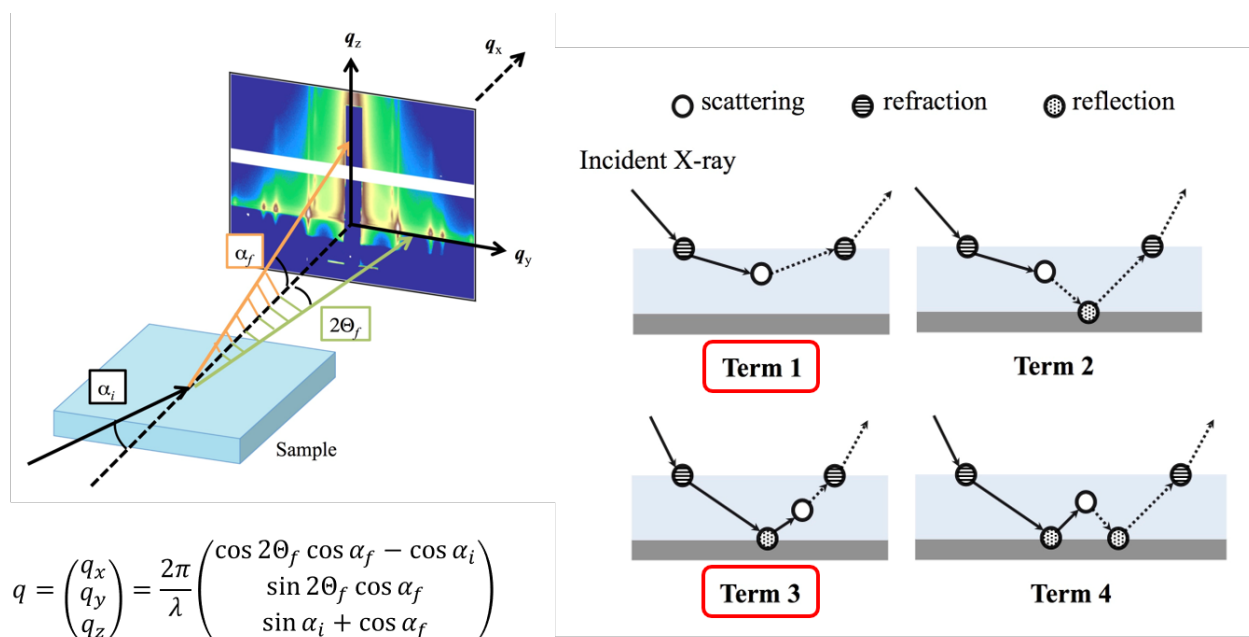 q_z
q_x
α_f
q_y
2Θ_f
α_i
Sample
q = (q_x q_y q_z) = 2π/λ (cos 2Θ_f cos α_f − cos α_i
sin 2Θ_f cos α_f
sin α_i + cos α_f)
scattering refraction reflection
Incident X-ray
Term 1 Term 2
Term 3 Term 4